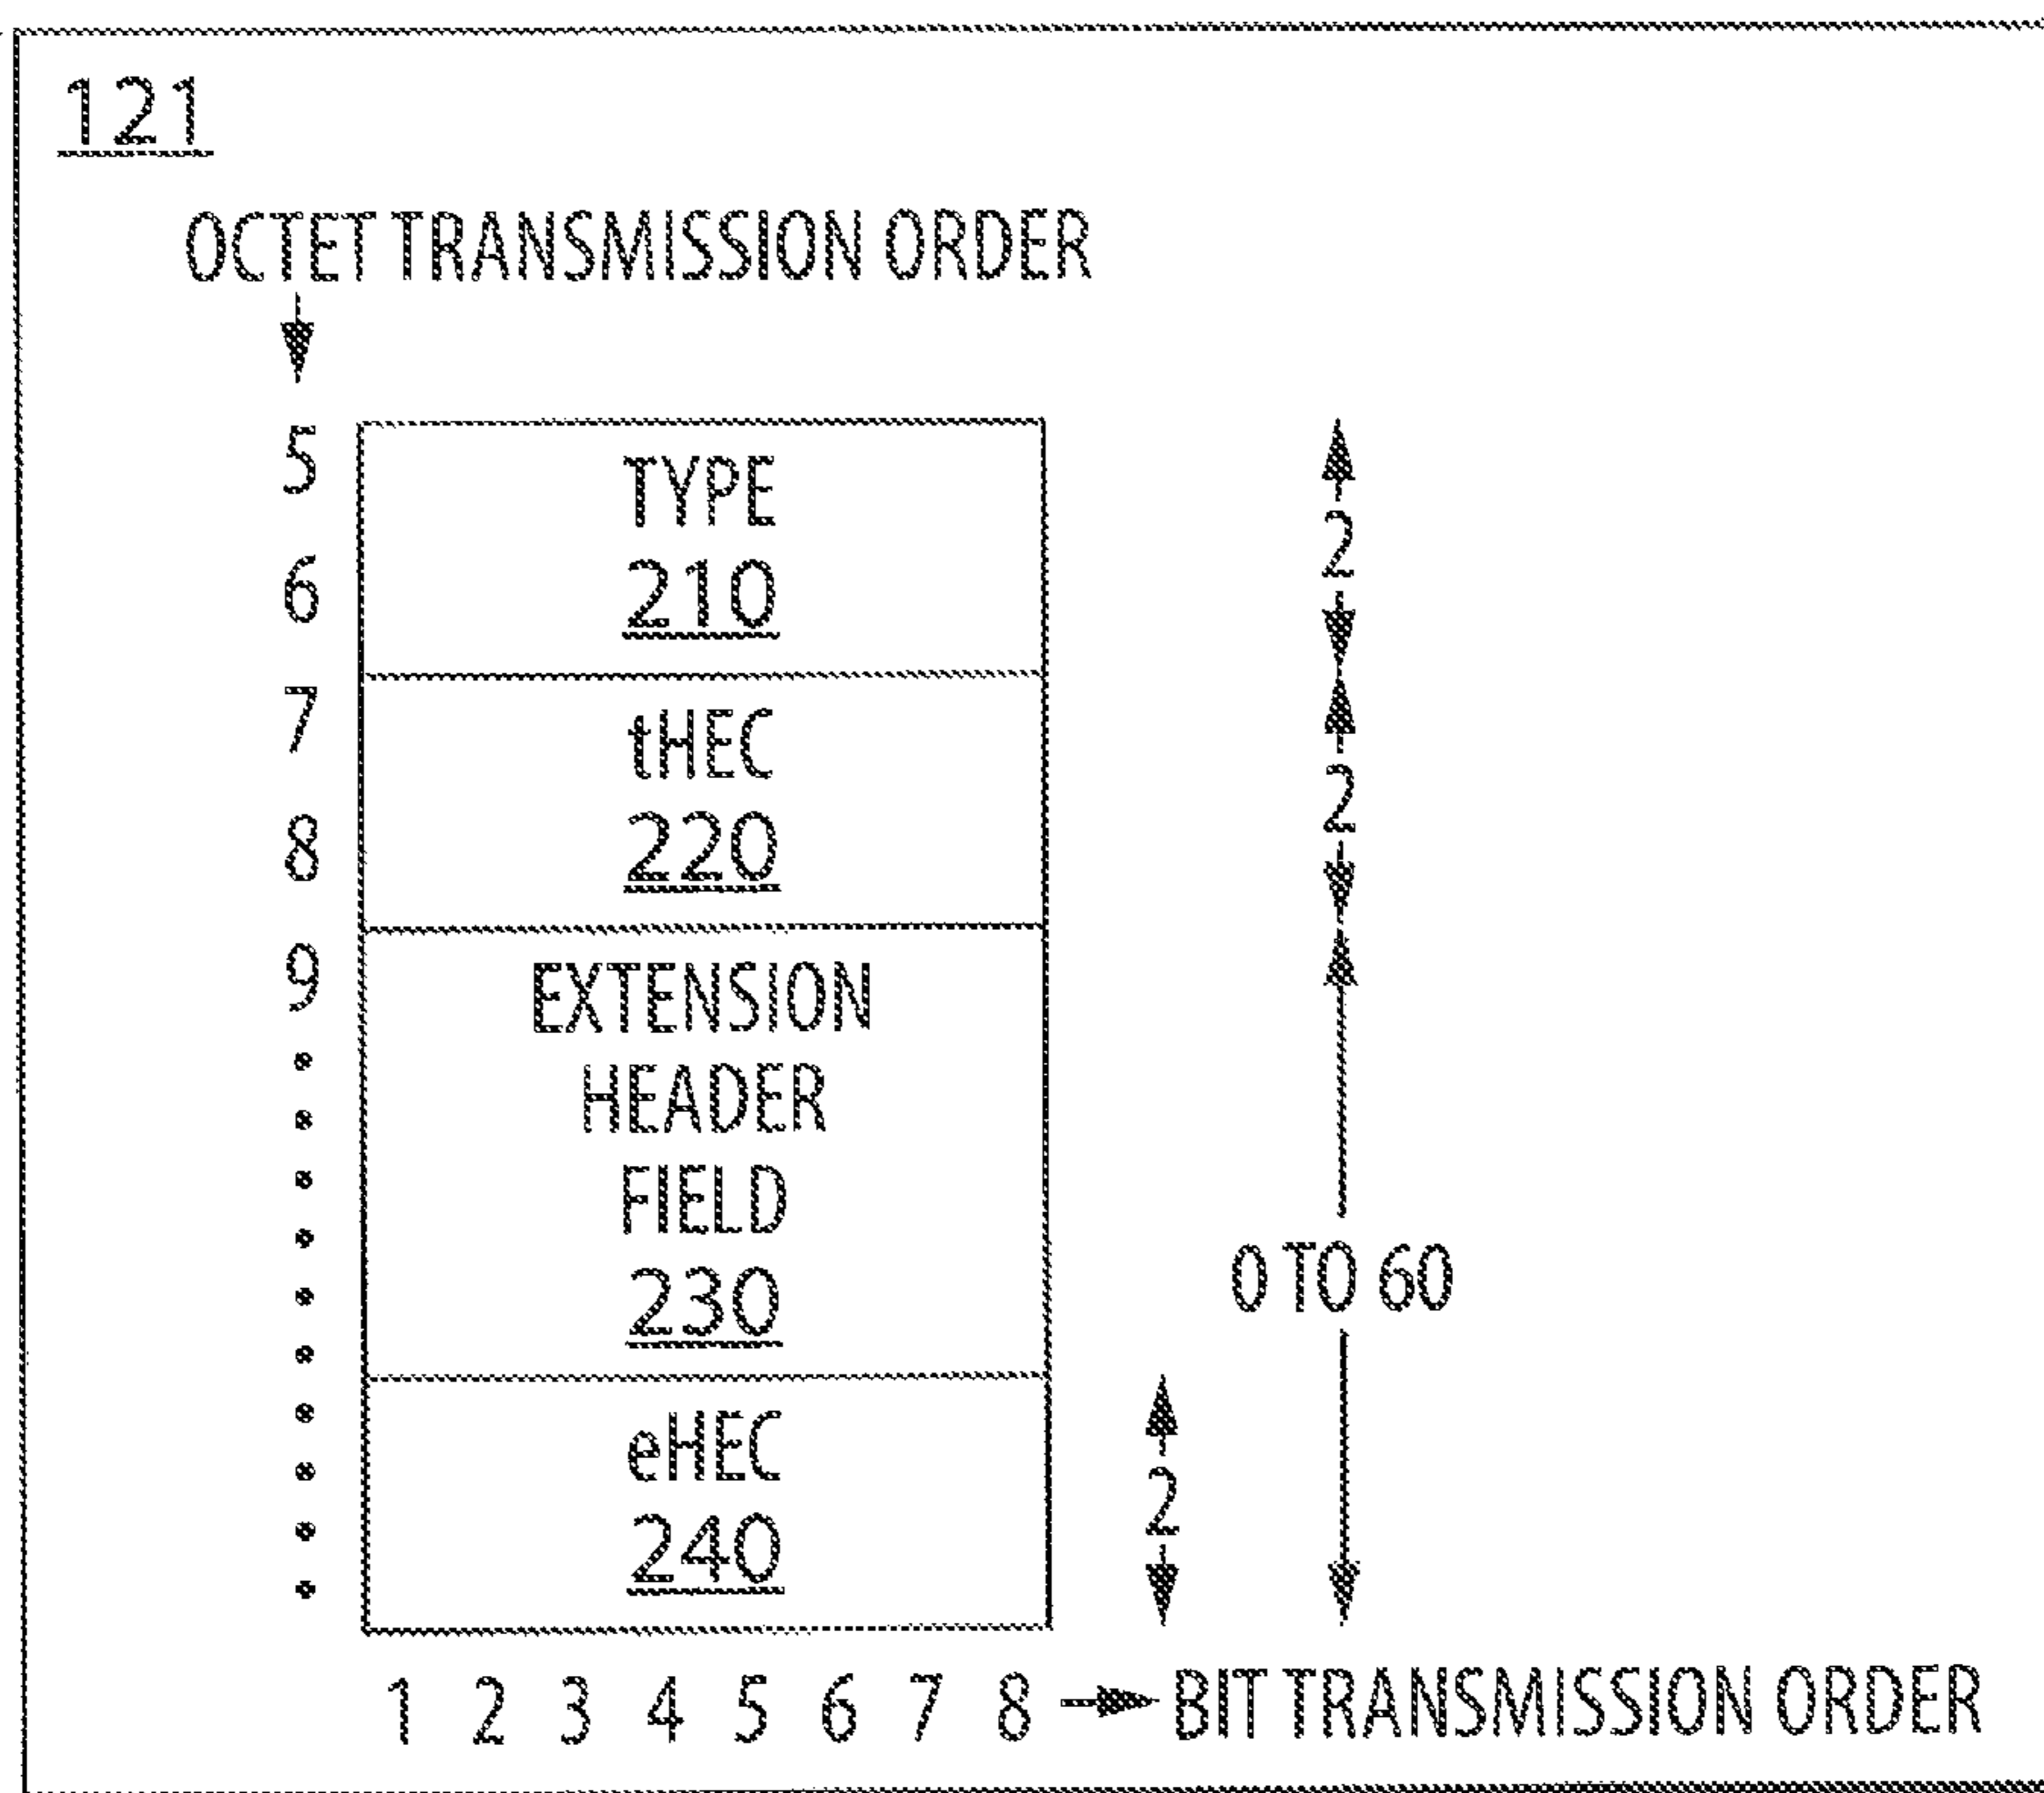 121
OCTET TRANSMISSION ORDER
5
TYPE
2
6
210
7
tHEC
2
8
220
9
EXTENSION
HEADER
FIELD
0 TO 60
230
eHEC
2
240
1 2 3 4 5 6 7 8 BIT TRANSMISSION ORDER